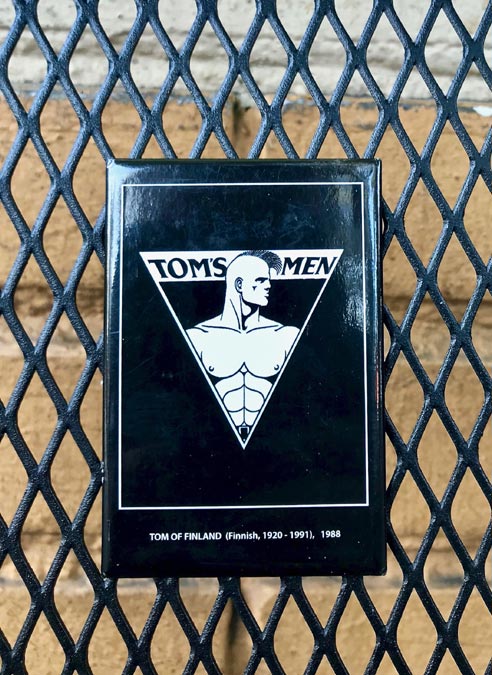 TOM'S MEN
TOM OF FINLAND (Finnish, 1920 - 1991), 1988